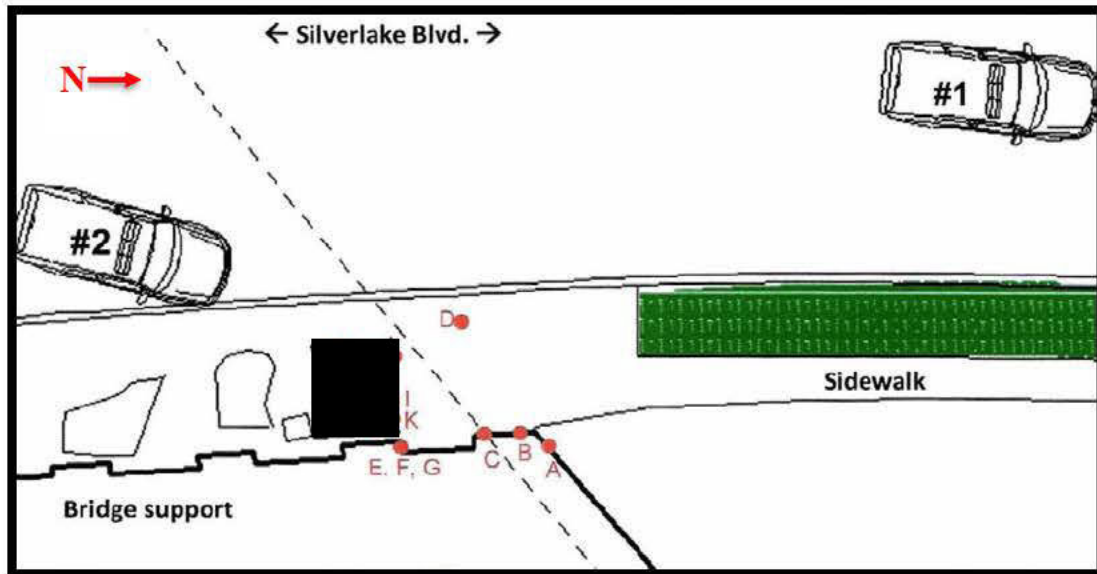 ← Silverlake Blvd. →
N
#1
#2
D
Sidewalk
I
K
E. F, G
C
B
A
Bridge support